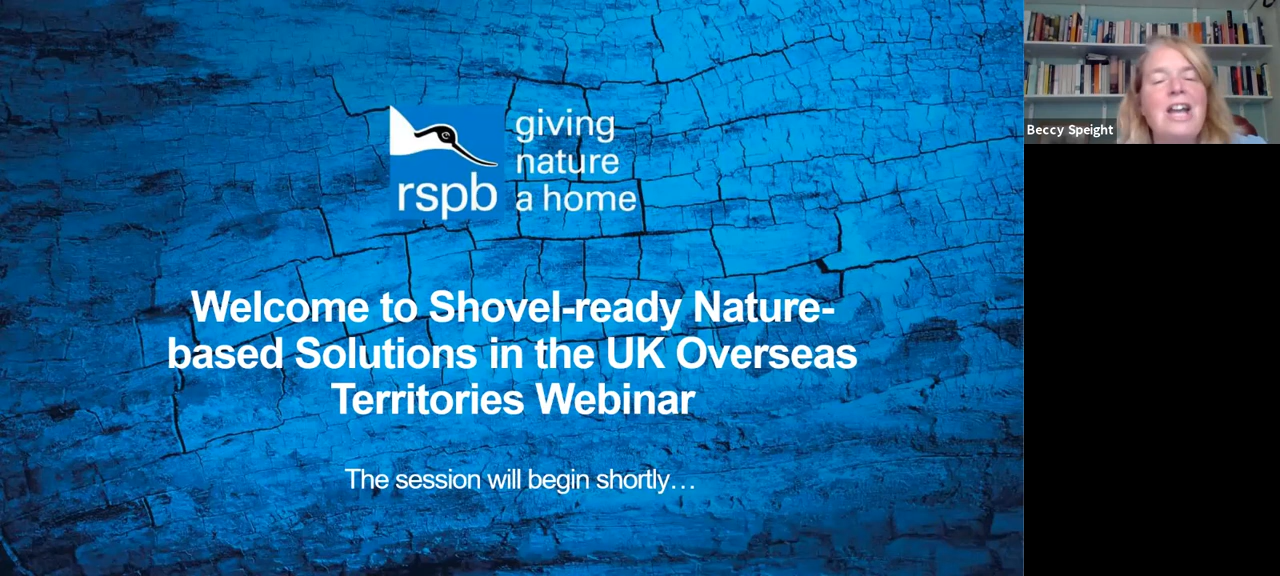 giving
nature
a home
rspb
Welcome to Shovel-ready Nature-
based Solutions in the UK Overseas
Territories Webinar
The session will begin shortly…
Beccy Speight